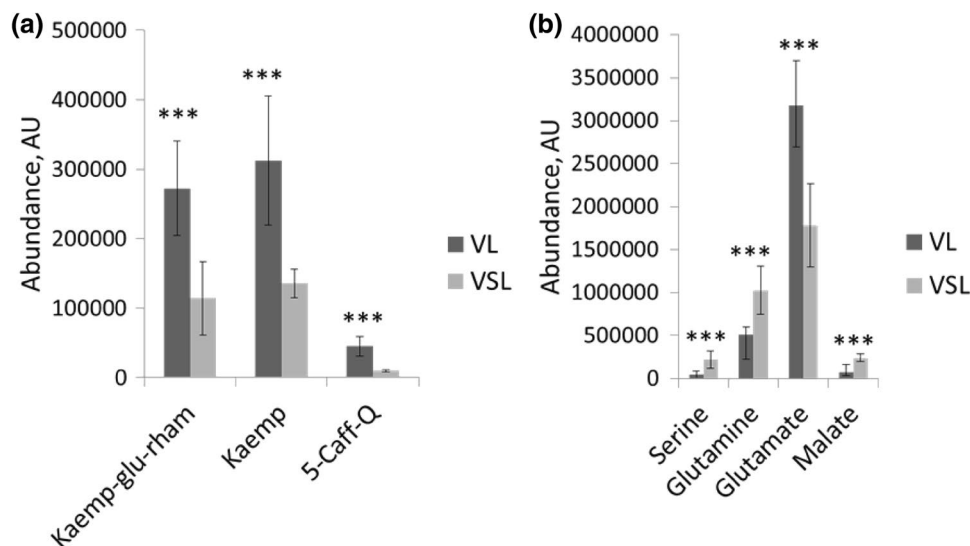 (a)
Abundance, AU
500000
400000
300000
200000
100000
0
***
***
***
Kaemp-glu-rham
Kaemp
5-Caff-Q
VL
VSL
(b)
Abundance, AU
4000000
3500000
3000000
2500000
2000000
1500000
1000000
500000
0
***
***
***
***
Serine
Glutamine
Glutamate
Malate
VL
VSL